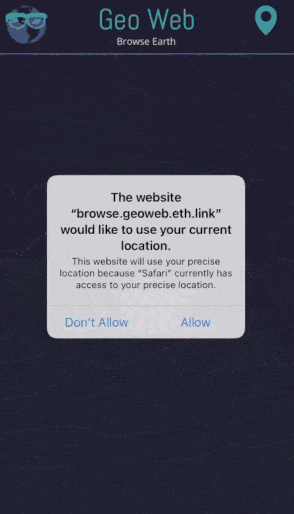 Geo Web
Browse Earth
The website
“browse.geoweb.eth.link”
would like to use your current
location.
This website will use your precise
location because “Safari” currently has
access to your precise location.
Don’t Allow
Allow